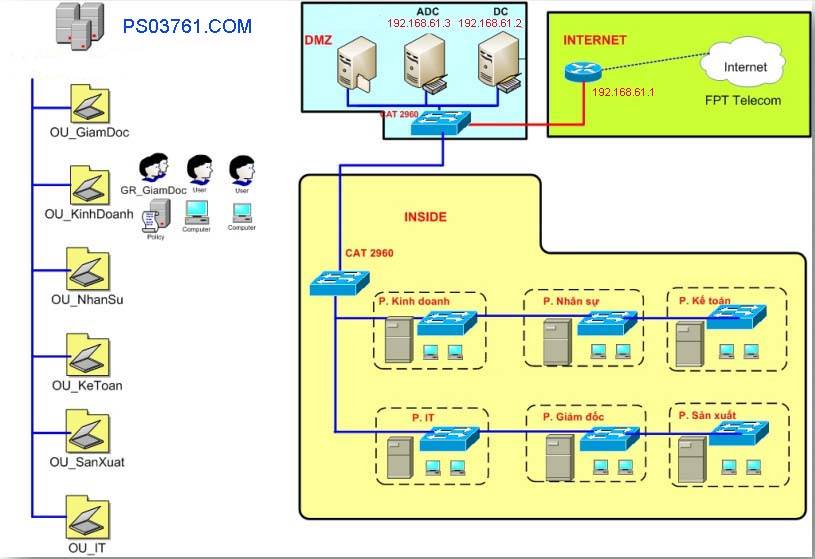 PS03761.COM
OU_GiamDoc
OU_KinhDoanh
GR_GiamDoc
User
User
Policy
Computer
Computer
OU_NhanSu
OU_KeToan
OU_SanXuat
OU_IT
DMZ
ADC
192.168.61.3
DC
192.168.61.2
CAT 2960
INTERNET
Internet
192.168.61.1
FPT Telecom
INSIDE
CAT 2960
P. Kinh doanh
P. Nhân sự
P. Kế toán
P. IT
P. Giám đốc
P. Sản xuất